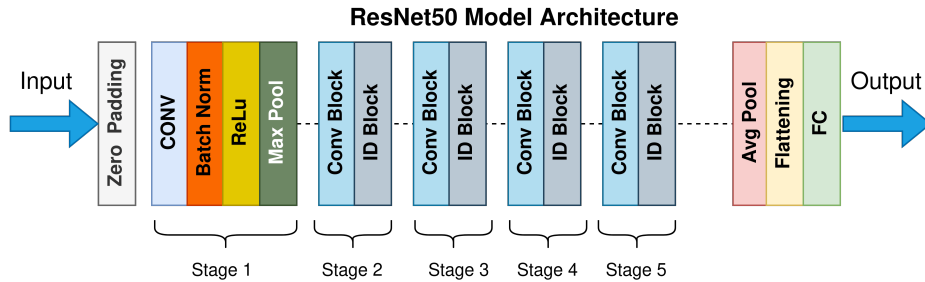 ResNet50 Model Architecture
Input
Zero Padding
CONV
Batch Norm
ReLu
Max Pool
Conv Block
ID Block
Conv Block
ID Block
Conv Block
ID Block
Conv Block
ID Block
Avg Pool
Flattening
FC
Output
Stage 1
Stage 2
Stage 3
Stage 4
Stage 5